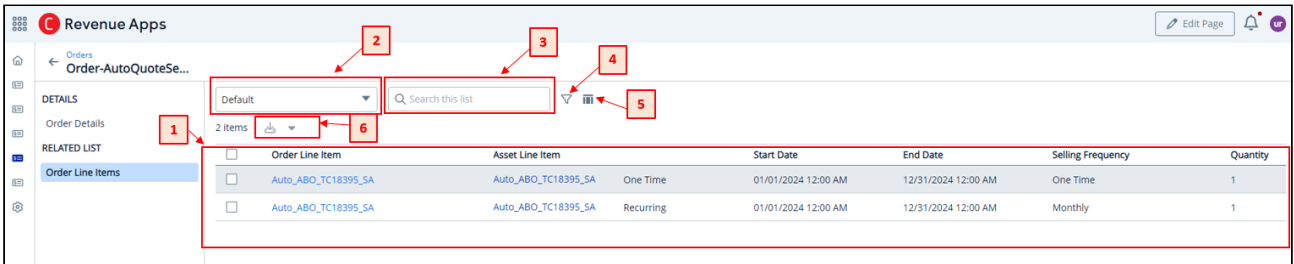 C Revenue Apps
Edit Page
ur
Orders
Order-AutoQuoteSe...
DETAILS
Order Details
RELATED LIST
Order Line Items
1
2
3
4
5
6
Default
Search this list
2 items
Order Line Item Asset Line Item Start Date End Date Selling Frequency Quantity
Auto_ABO_TC18395_SA Auto_ABO_TC18395_SA One Time 01/01/2024 12:00 AM 12/31/2024 12:00 AM One Time 1
Auto_ABO_TC18395_SA Auto_ABO_TC18395_SA Recurring 01/01/2024 12:00 AM 12/31/2024 12:00 AM Monthly 1